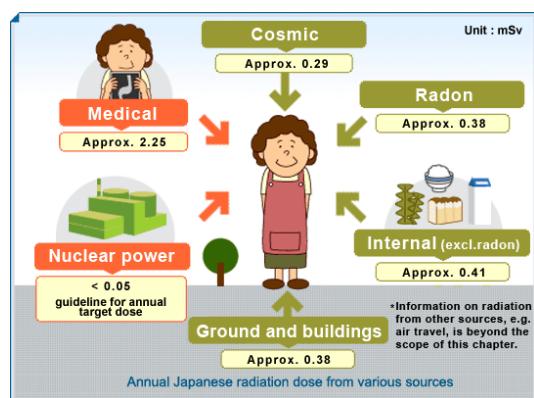 Unit : mSv
Cosmic
Approx. 0.29
Medical
Approx. 2.25
Radon
Approx. 0.38
Nuclear power
< 0.05
guideline for annual
target dose
Internal (excl.radon)
Approx. 0.41
Ground and buildings
Approx. 0.38
*Information on radiation
from other sources, e.g.
air travel, is beyond the
scope of this chapter.
Annual Japanese radiation dose from various sources